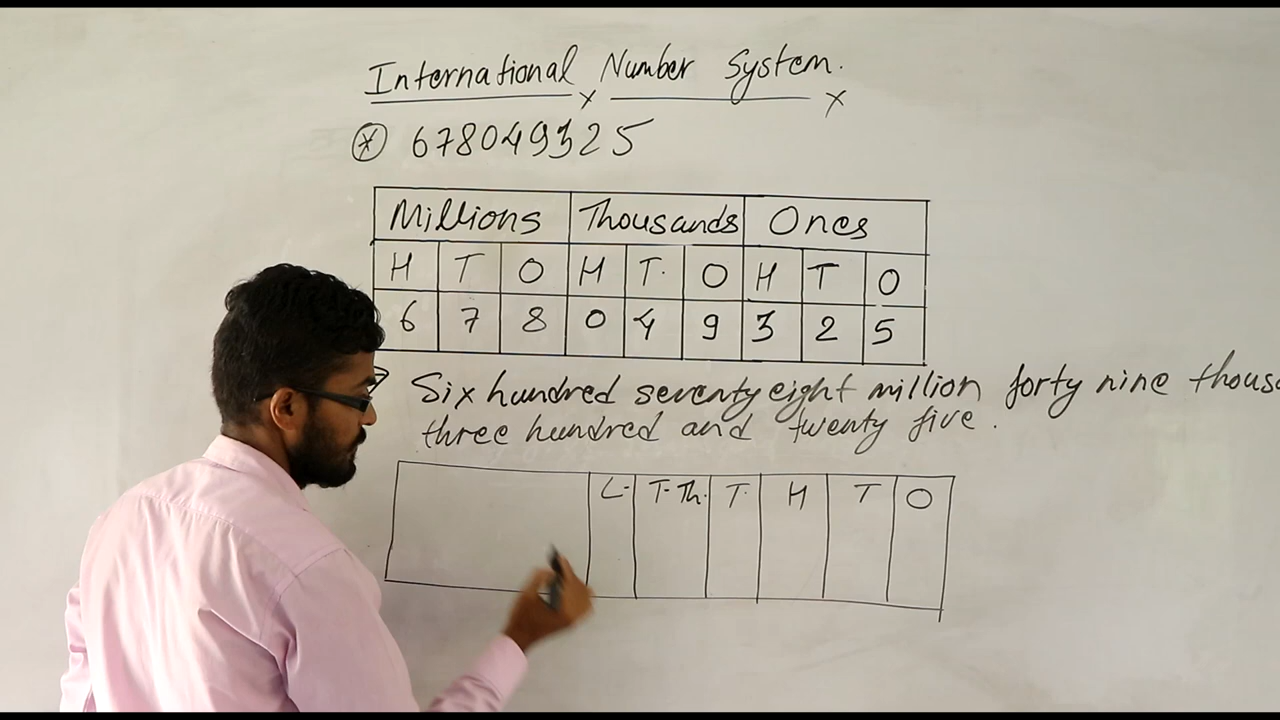 International Number System.
* 678049325
Millions Thousands Ones
H T O H T. O H T O
6 7 8 0 4 9 3 2 5
Six hundred seventy eight million forty nine thous
three hundred and twenty five.
L. T.Th. T. H T O